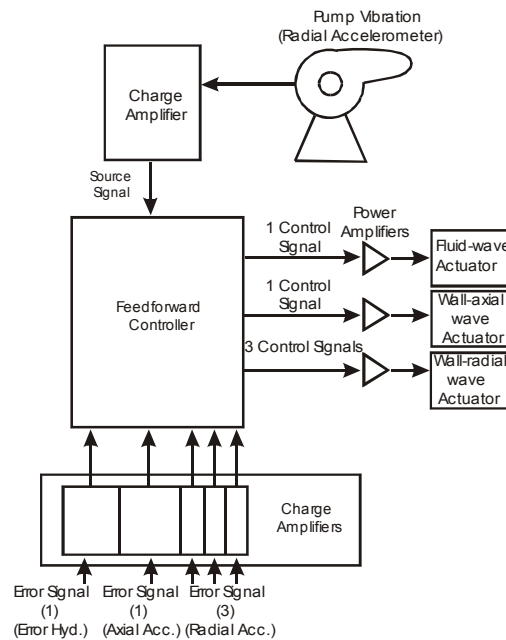 Pump Vibration
(Radial Accelerometer)
Charge
Amplifier
Source
Signal
Feedforward
Controller
1 Control
Signal
Power
Amplifiers
Fluid-wave
Actuator
1 Control
Signal
Wall-axial
wave
Actuator
3 Control Signals
Wall-radial
wave
Actuator
Charge
Amplifiers
Error Signal
(1)
(Error Hyd.)
Error Signal
(1)
(Axial Acc.)
Error Signal
(3)
(Radial Acc.)